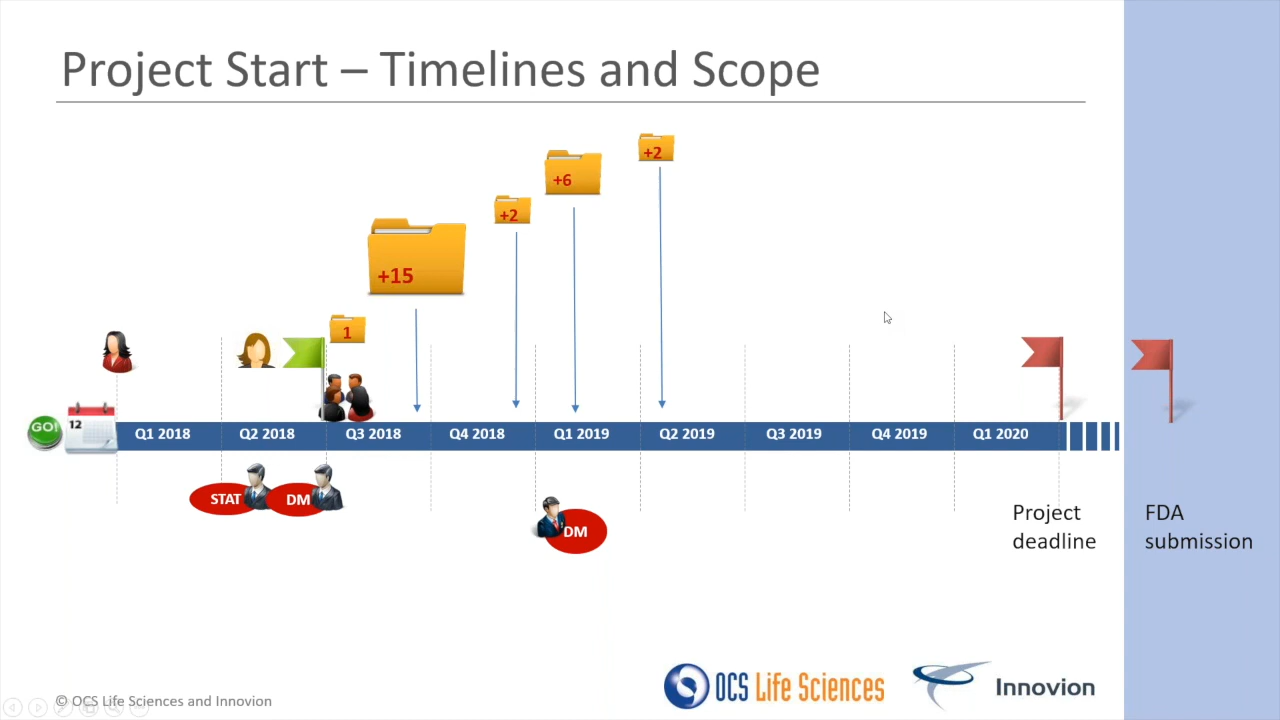 Project Start – Timelines and Scope
+2
+6
+2
+15
1
GO!
12
Q1 2018
Q2 2018
Q3 2018
Q4 2018
Q1 2019
Q2 2019
Q3 2019
Q4 2019
Q1 2020
STAT
DM
DM
Project
deadline
FDA
submission
OCS Life Sciences
Innovion
© OCS Life Sciences and Innovion